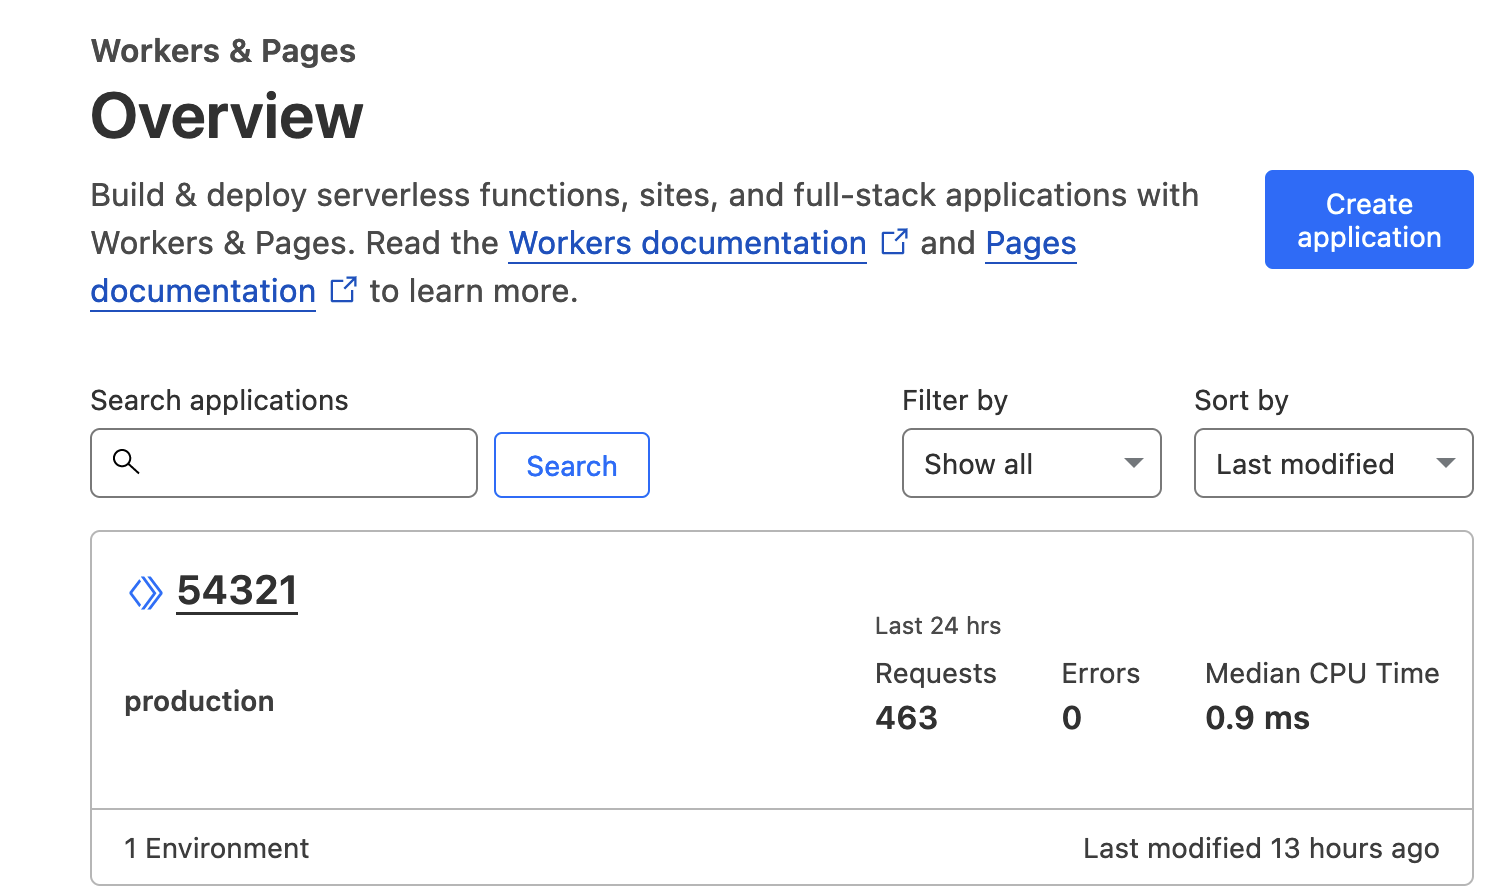 Workers & Pages
Overview
Build & deploy serverless functions, sites, and full-stack applications with
Workers & Pages. Read the Workers documentation and Pages
documentation to learn more.
Create
application
Search applications
Search
Filter by
Show all
Sort by
Last modified
54321
production
Last 24 hrs
Requests Errors Median CPU Time
463 0 0.9 ms
1 Environment
Last modified 13 hours ago